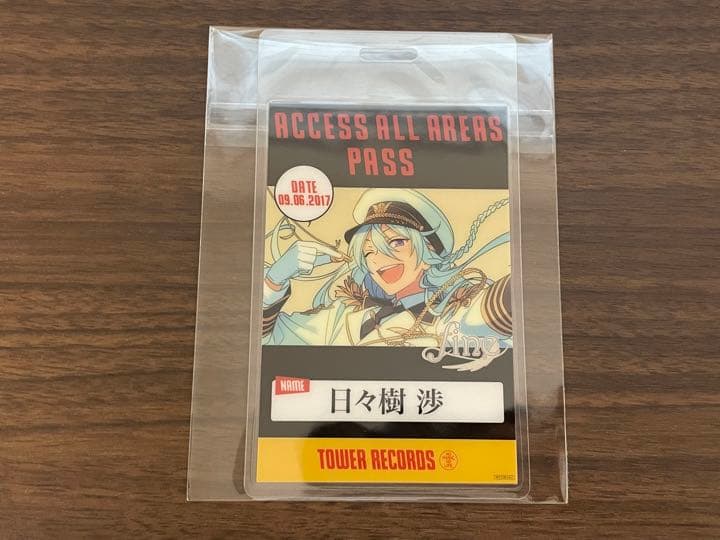 ACCESS ALL AREAS
PASS
DATE
09.06.2017
fine
NAME
日々樹 渉
TOWER RECORDS